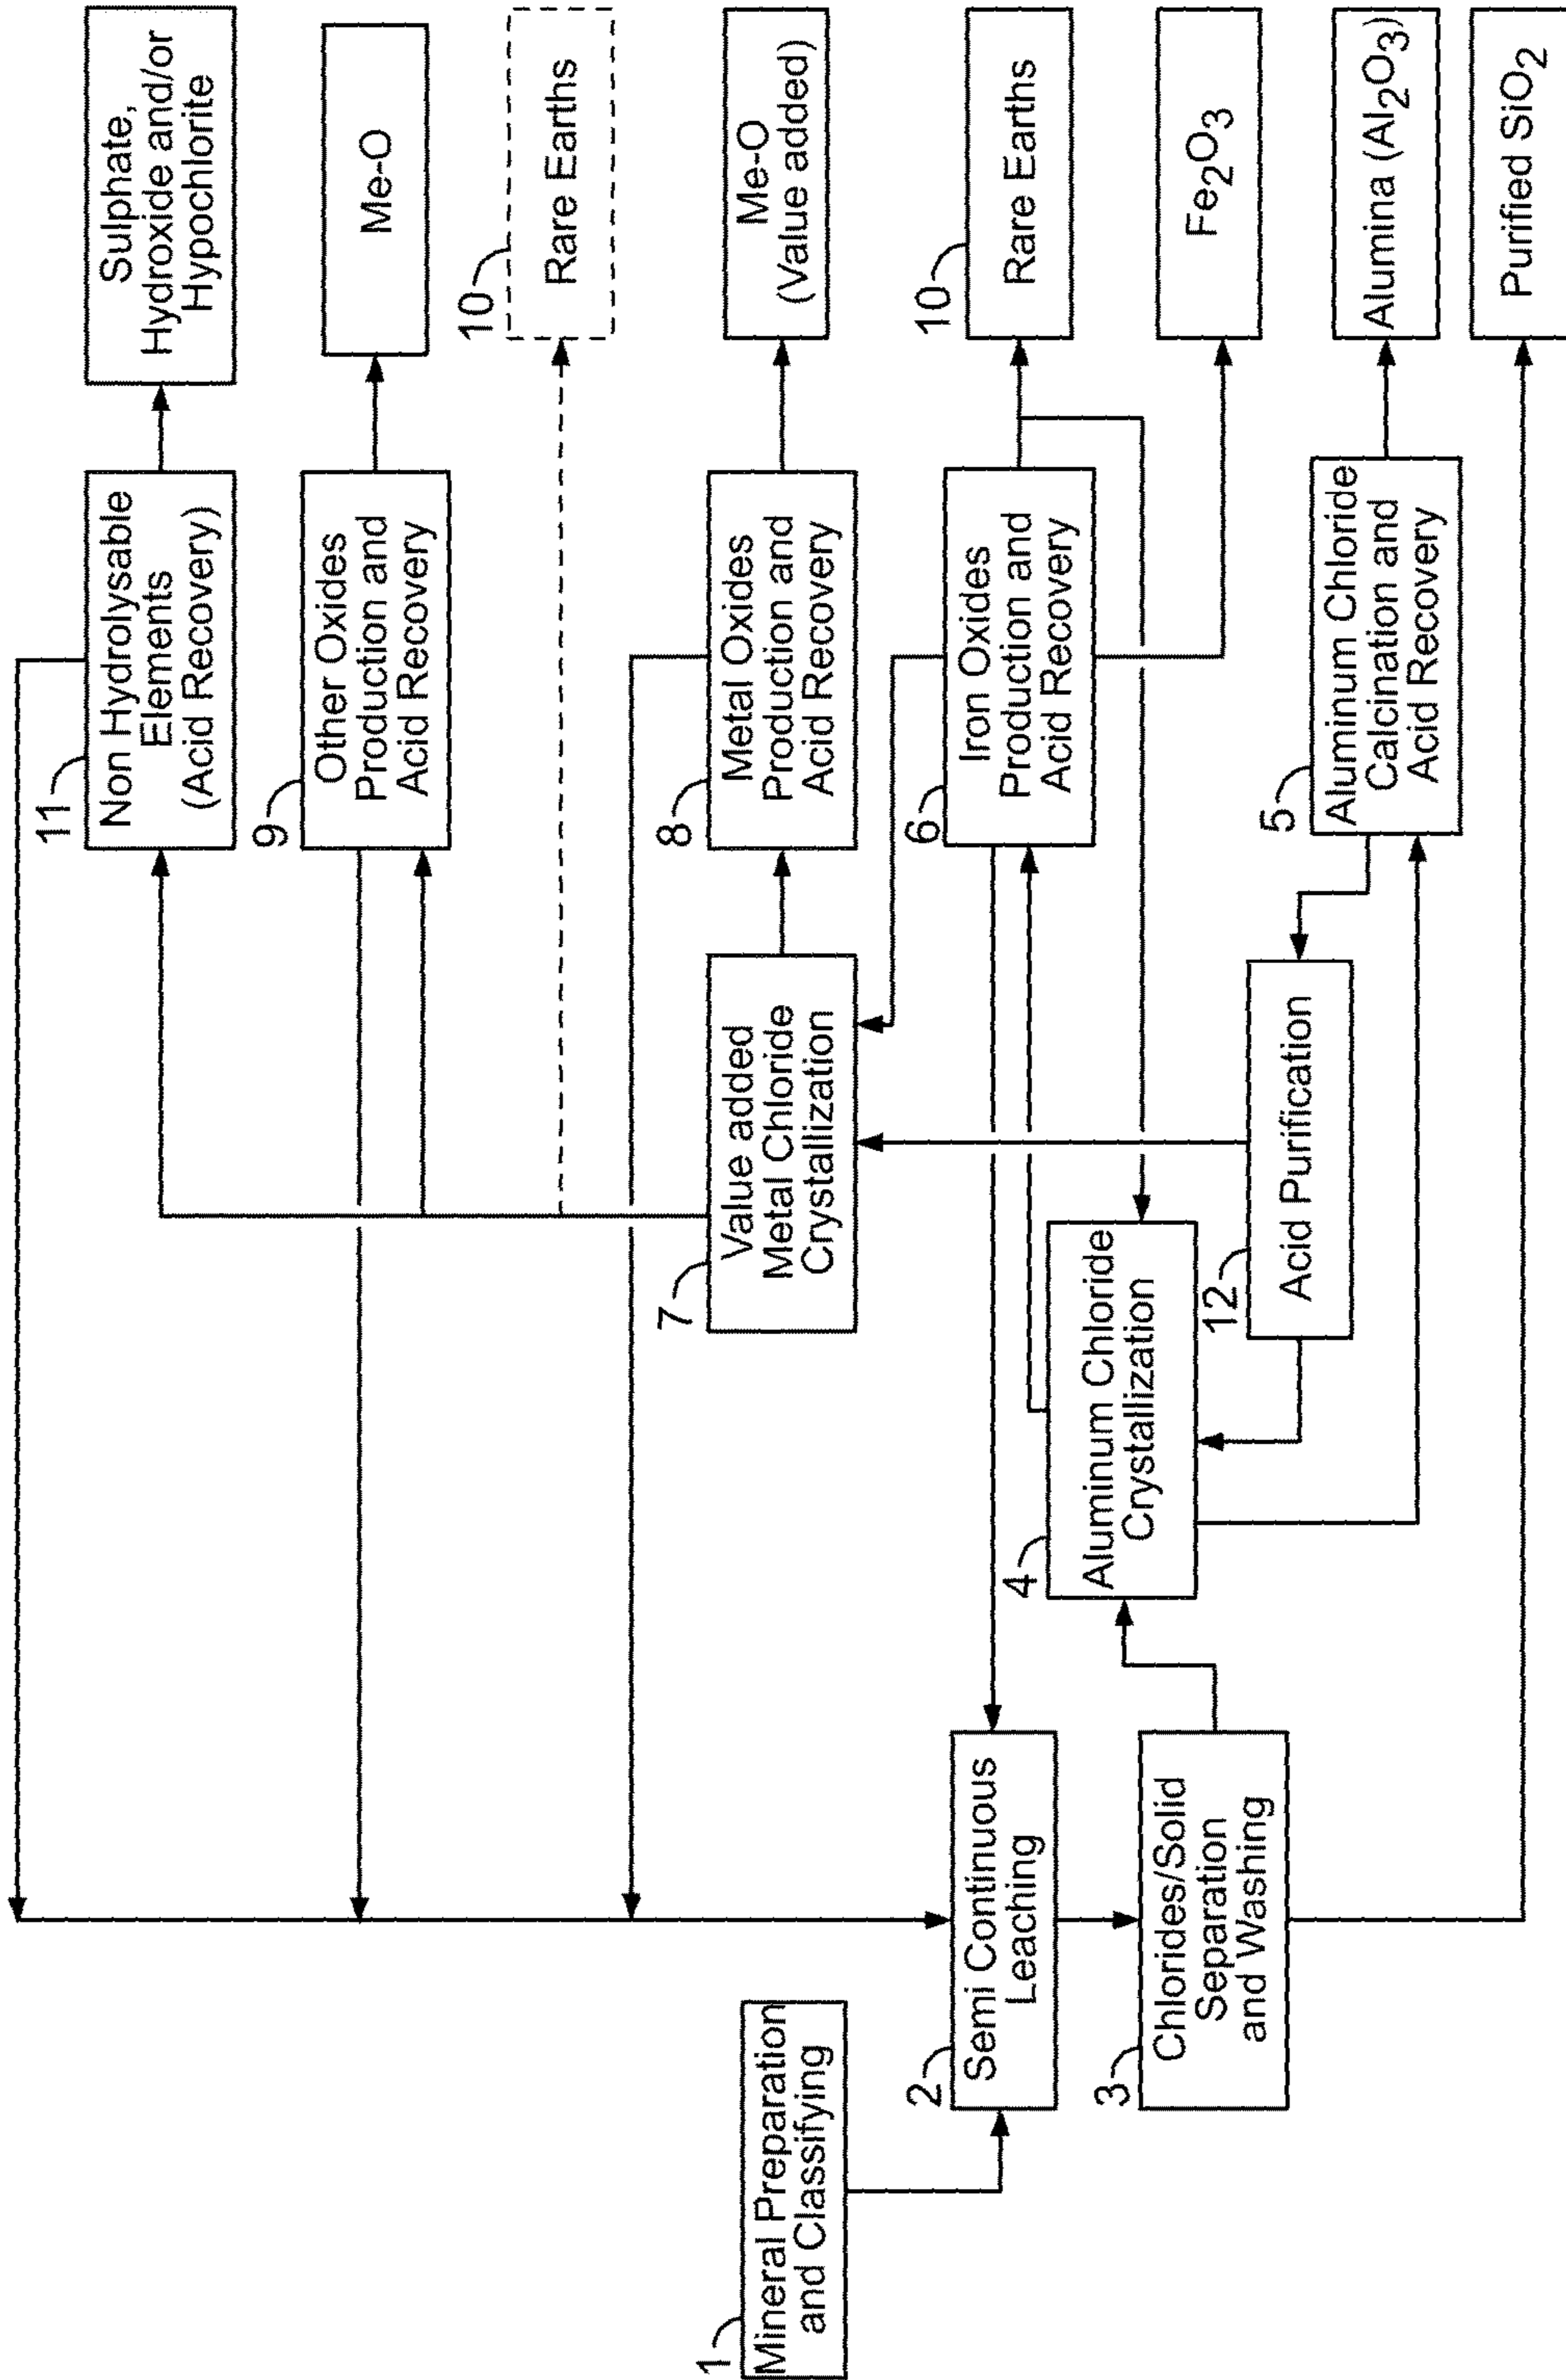 1
Mineral Preparation
and Classifying
2
Semi Continuous
Leaching
3
Chlorides/Solid
Separation
and Washing
4
Aluminum Chloride
Crystallization
12
Acid Purification
7
Value added
Metal Chloride
Crystallization
11
Non Hydrolysable
Elements
(Acid Recovery)
9
Other Oxides
Production and
Acid Recovery
8
Metal Oxides
Production and
Acid Recovery
6
Iron Oxides
Production and
Acid Recovery
5
Aluminum Chloride
Calcination and
Acid Recovery
Sulphate,
Hydroxide and/or
Hypochlorite
Me-O
10
Rare Earths
Me-O
(Value added)
10
Rare Earths
Fe2O3
Alumina (Al2O3)
Purified SiO2